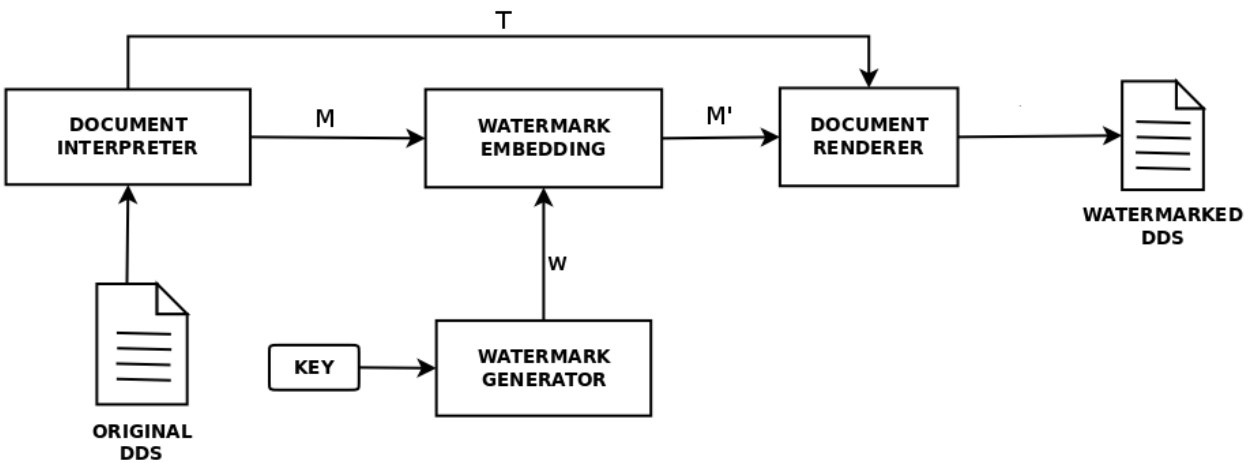 T
DOCUMENT
INTERPRETER
M
WATERMARK
EMBEDDING
M'
DOCUMENT
RENDERER
WATERMARKED
DDS
W
KEY
WATERMARK
GENERATOR
ORIGINAL
DDS